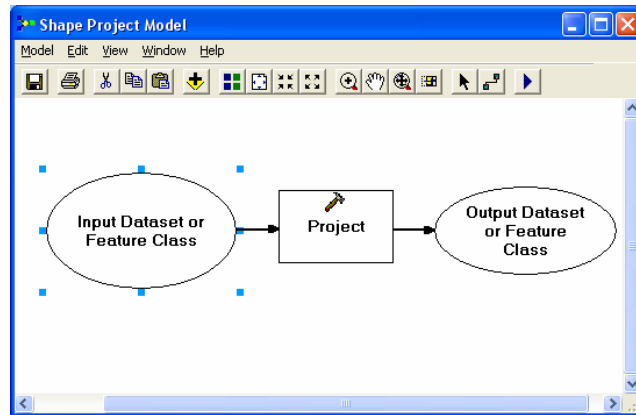 Shape Project Model
Model Edit View Window Help
Input Dataset or
Feature Class
Project
Output Dataset
or Feature
Class